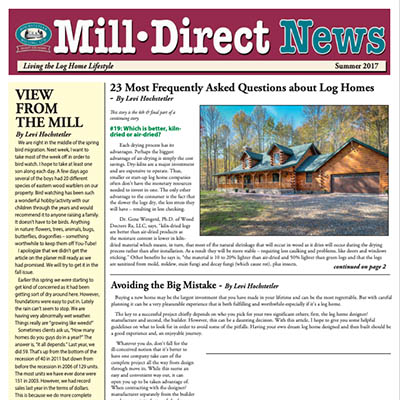 Mill•Direct News
Living the Log Home Lifestyle
Summer 2017
VIEW
FROM
THE MILL
By Levi Hochstetler
We are right in the middle of the spring
bird migration. Next week, I want to
take most of the week off in order to
bird watch. I hope to take at least one
son along each day. A few days ago
several of the boys had 20 different
species of eastern wood warblers on our
property. Bird watching has been such
a wonderful hobby/activity with our
children through the years and would
recommend it to anyone raising a family.
It doesn't have to be birds. Anything
in nature: flowers, trees, animals, bugs,
butterflies, dragonflies - something
worthwhile to keep them off You-Tube!
I apologize that we didn't get the
article on the planer mill ready as we
had promised. We will try to get it in the
fall issue.
Earlier this spring we were starting to
get kind of concerned as it had been
getting sort of dry around here. However,
foundations were easy to put in. Lately
the rain can't seem to stop. We are
having very abnormally wet weather.
Things really are "growing like weeds!"
Sometimes clients ask us, "How many
homes do you guys do in a year?" The
answer is, "It all depends." Last year, we
did 59. That's up from the bottom of the
recession of 40 in 2011 but down from
before the recession in 2006 of 129 units.
The most units we have ever done were
151 in 2003. However, we had record
sales last year in the terms of dollars.
This is because we do more complete
23 Most Frequently Asked Questions about Log Homes
- By Levi Hochstetler
This story is the 6th & final part of a
continuing story.
#19: Which is better, kiln-
dried or air-dried?
Each drying process has its
advantages. Perhaps the biggest
advantage of air drying is simply the cost
savings. Dry kilns are a major investment
and are expensive to operate. Thus,
smaller or start-up log home companies
often don't have the monetary resources
needed to invest in one. The only other
advantage to the consumer is the fact that
the slower the logs dry, the less stress they
will have – resulting in less checking.
Dr. Gene Wengert, Ph.D. of Wood
Doctors Rx, LLC, says, "kiln-dried logs
are better than air-dried products as
the moisture content is lower in kiln-
dried material which means, in turn, that most of the natural shrinkage that will occur in wood as it dries will occur during the drying
process rather than after installation. As a result they will be more stable – requiring less caulking and problems, like doors and windows
sticking." Other benefits he says is: "the material is 10 to 20% lighter than air-dried and 50% lighter than green logs and that the logs
are sanitized from mold, mildew, stain fungi and decay fungi (which cause rot), plus insects.
continued on page 2
Avoiding the Big Mistake - By Levi Hochstetler
Buying a new home may be the largest investment that you have made in your lifetime and can be the most regrettable. But with careful
planning it can be a very pleasurable experience that is both fulfilling and worthwhile especially if it's a log home.
The key to a successful project chiefly depends on who you pick for your two significant others; first, the log home designer/
manufacturer and second, the builder. However, this can be a daunting decision. With this article, I hope to give you some helpful
guidelines on what to look for in order to avoid some of the pitfalls. Having your own dream log home designed and then built should be
a good experience and, an enjoyable journey.
Whatever you do, don't fall for the
ill-conceived notion that it's better to
have one company take care of the
complete project all the way from design
through move in. While this seems an
easy and convenient way out, it can
open you up to be taken advantage of.
When contracting with the designer/
manufacturer separately from the builder